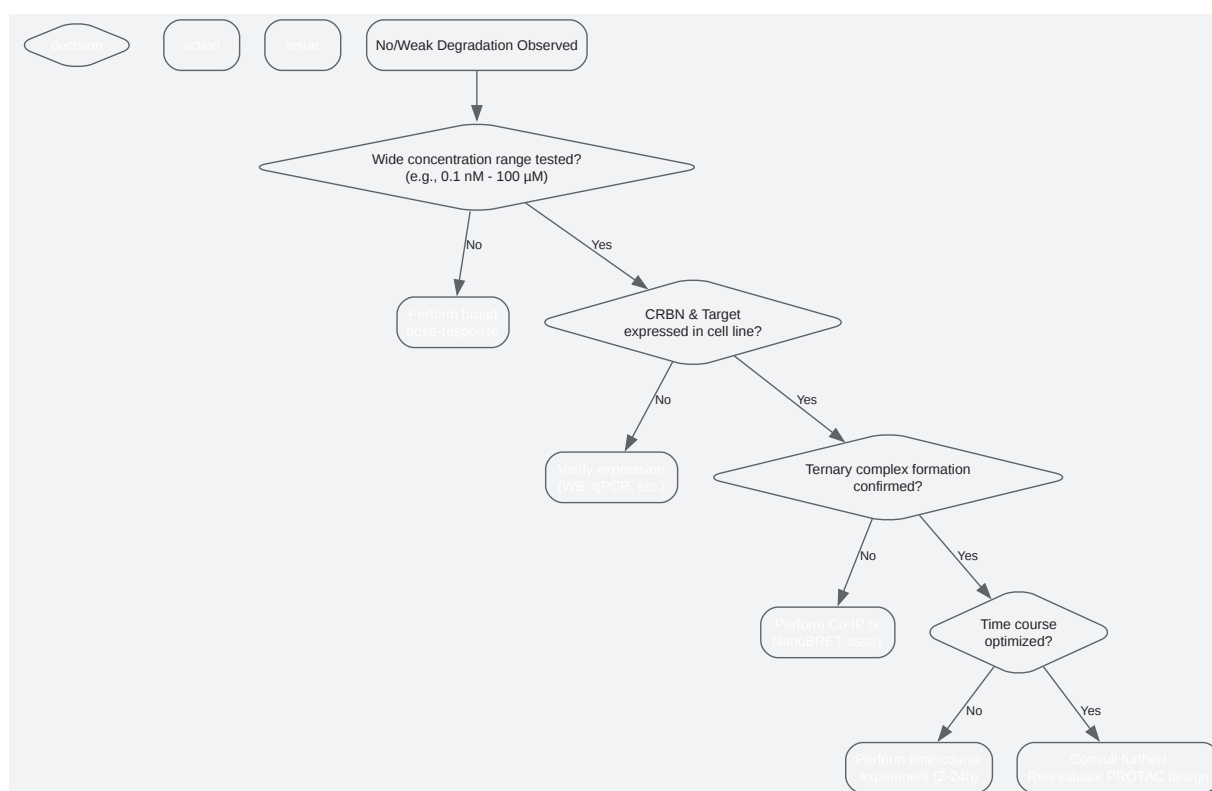 decision
action
issue
No/Weak Degradation Observed
Wide concentration range tested?
(e.g., 0.1 nM - 100 µM)
No
Yes
Perform broad
dose-response
CRBN & Target
expressed in cell line?
No
Yes
Verify expression
(WB, qPCR, etc.)
Ternary complex formation
confirmed?
No
Yes
Perform Co-IP or
NanoBRET assay
Time course
optimized?
No
Yes
Perform time-course
experiment (2-24h)
Consult further/
Re-evaluate PROTAC design